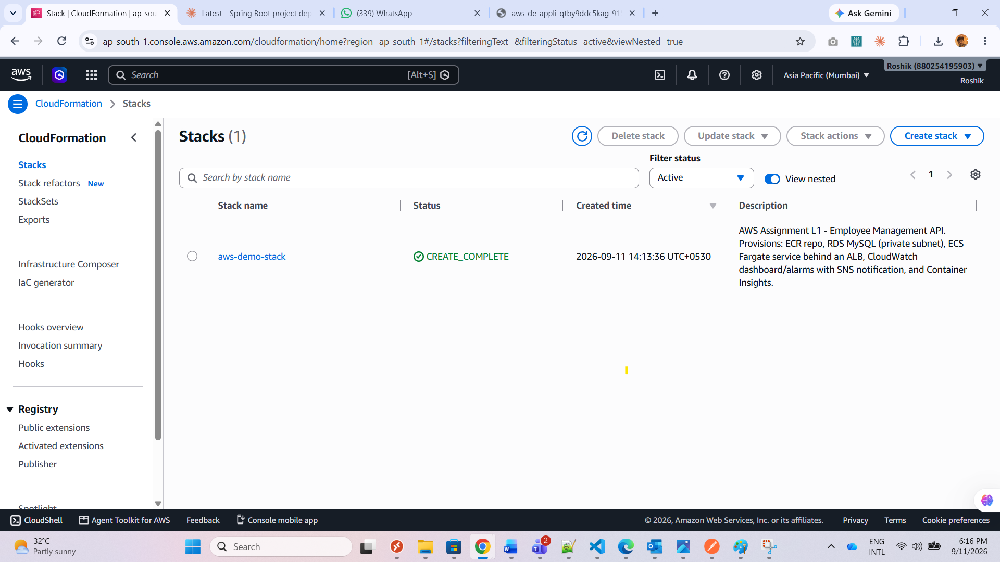 Stack | CloudFormation | ap-sou
Latest - Spring Boot project dep
(339) WhatsApp
aws-de-appli-qtby9ddc5kag-91
Ask Gemini
ap-south-1.console.aws.amazon.com/cloudformation/home?region=ap-south-1#/stacks?filteringText=&filteringStatus=active&viewNested=true
aws
Search
[Alt+S]
Asia Pacific (Mumbai)
Roshik (880254195903)
Roshik
CloudFormation
Stacks
CloudFormation
Stacks
Stack refactors New
StackSets
Exports
Infrastructure Composer
IaC generator
Hooks overview
Invocation summary
Hooks
Registry
Public extensions
Activated extensions
Publisher
Spotlight
Stacks (1)
Delete stack
Update stack
Stack actions
Create stack
Search by stack name
Filter status
Active
View nested
1
Stack name
Status
Created time
Description
aws-demo-stack
CREATE_COMPLETE
2026-09-11 14:13:36 UTC+0530
AWS Assignment L1 - Employee Management API.
Provisions: ECR repo, RDS MySQL (private subnet), ECS
Fargate service behind an ALB, CloudWatch
dashboard/alarms with SNS notification, and Container
Insights.
CloudShell
Agent Toolkit for AWS
Feedback
Console mobile app
© 2026, Amazon Web Services, Inc. or its affiliates.
Privacy
Terms
Cookie preferences
32°C
Partly sunny
Search
2
ENG
INTL
6:16 PM
9/11/2026